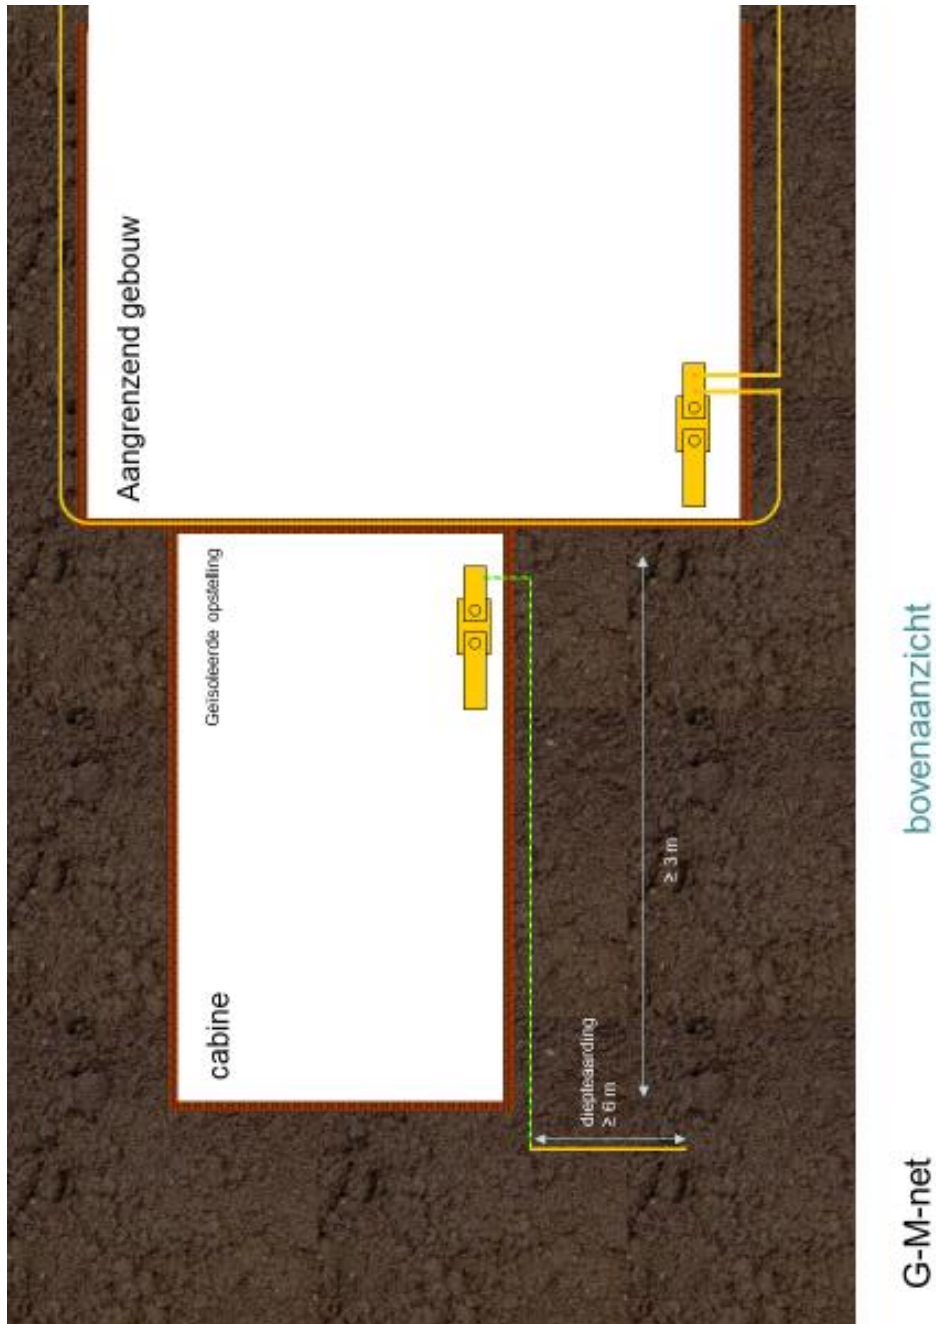 Aangrenzend gebouw
Geïsoleerde opstelling
cabine
diepteaarding
≥ 6 m
≥ 3 m
G-M-net
bovenaanzicht